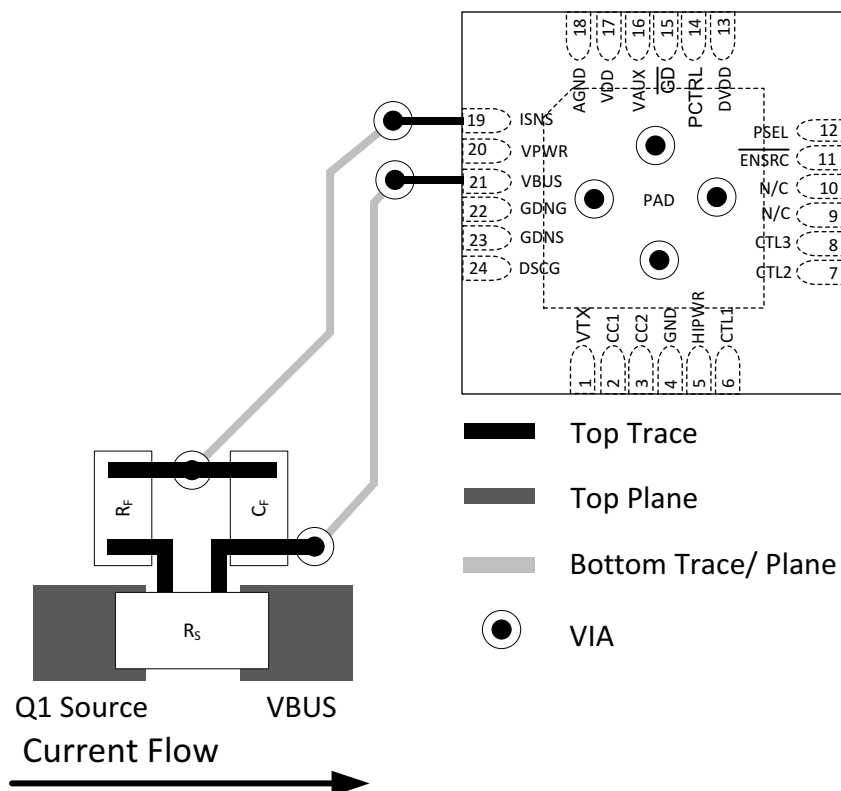 18 17 16 15 14 13
AGND VDD VAUX GD PCTRL DVDD
19 ISNS
20 VPWR
21 VBUS
22 GDNG
23 GDNS
24 DSCG
PAD
PSEL 12
ENSRC 11
N/C 10
N/C 9
CTL3 8
CTL2 7
VTX CC1 CC2 GND HIPWR CTL1
1 2 3 4 5 6
Top Trace
Top Plane
Bottom Trace/ Plane
VIA
RF CF
RS
Q1 Source VBUS
Current Flow